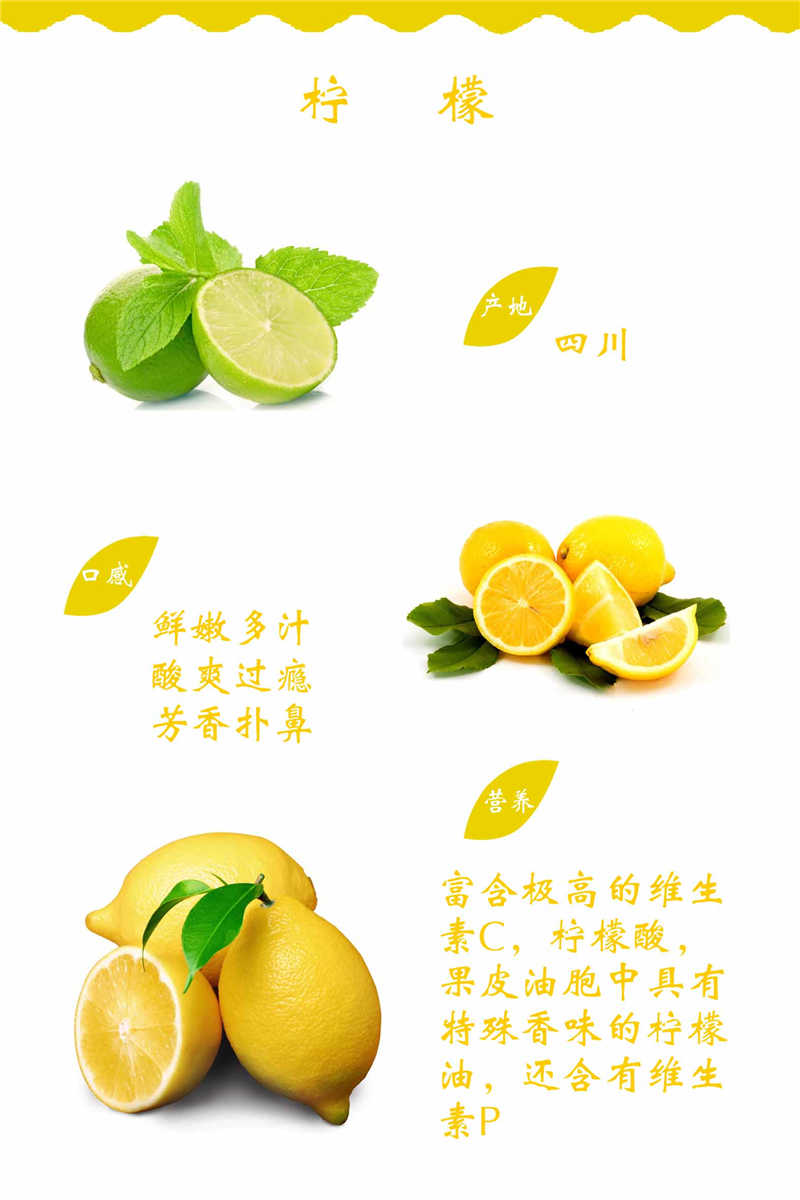 柠 檬
产地
四川
口感
鲜嫩多汁
酸爽过瘾
芳香扑鼻
营养
富含极高的维生
素C，柠檬酸，
果皮油胞中具有
特殊香味的柠檬
油，还含有维生
素P